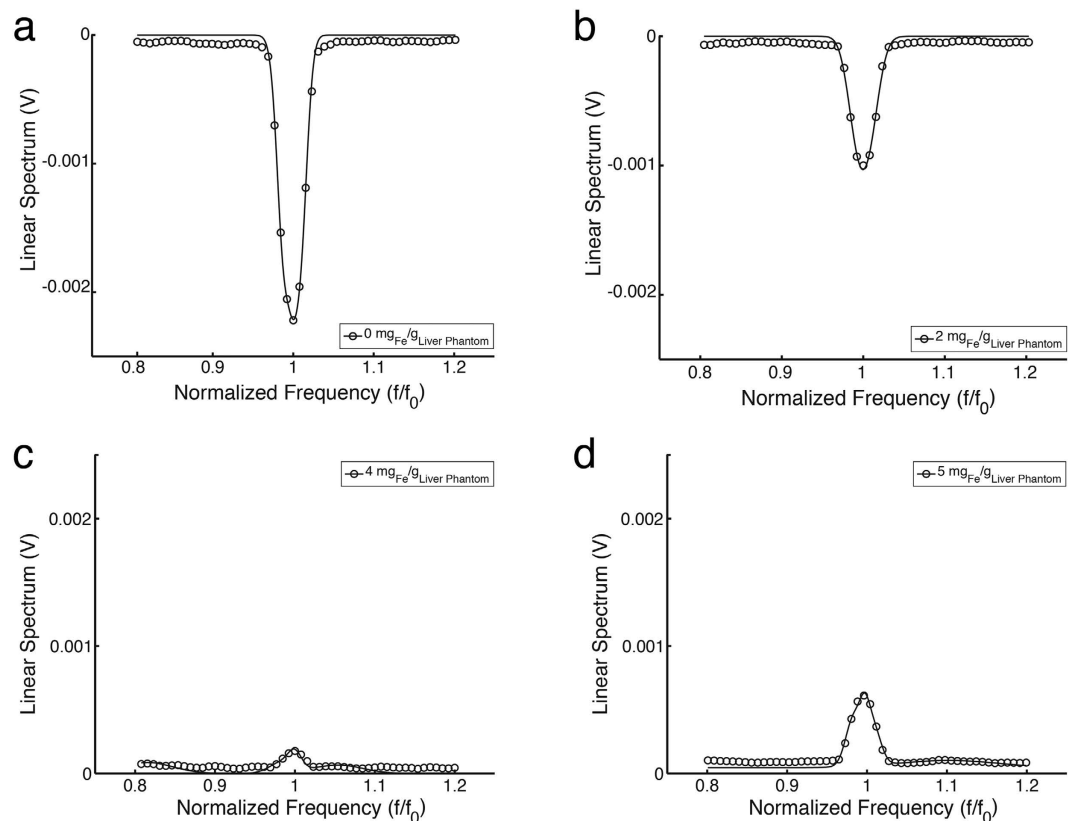 a
0
-0.001
-0.002
Linear Spectrum (V)
0 mgFe/gLiver Phantom
0.8 0.9 1 1.1 1.2
Normalized Frequency (f/f0)
b
0
-0.001
-0.002
Linear Spectrum (V)
2 mgFe/gLiver Phantom
0.8 0.9 1 1.1 1.2
Normalized Frequency (f/f0)
c
4 mgFe/gLiver Phantom
0.002
0.001
0
Linear Spectrum (V)
0.8 0.9 1 1.1 1.2
Normalized Frequency (f/f0)
d
5 mgFe/gLiver Phantom
0.002
0.001
0
Linear Spectrum (V)
0.8 0.9 1 1.1 1.2
Normalized Frequency (f/f0)